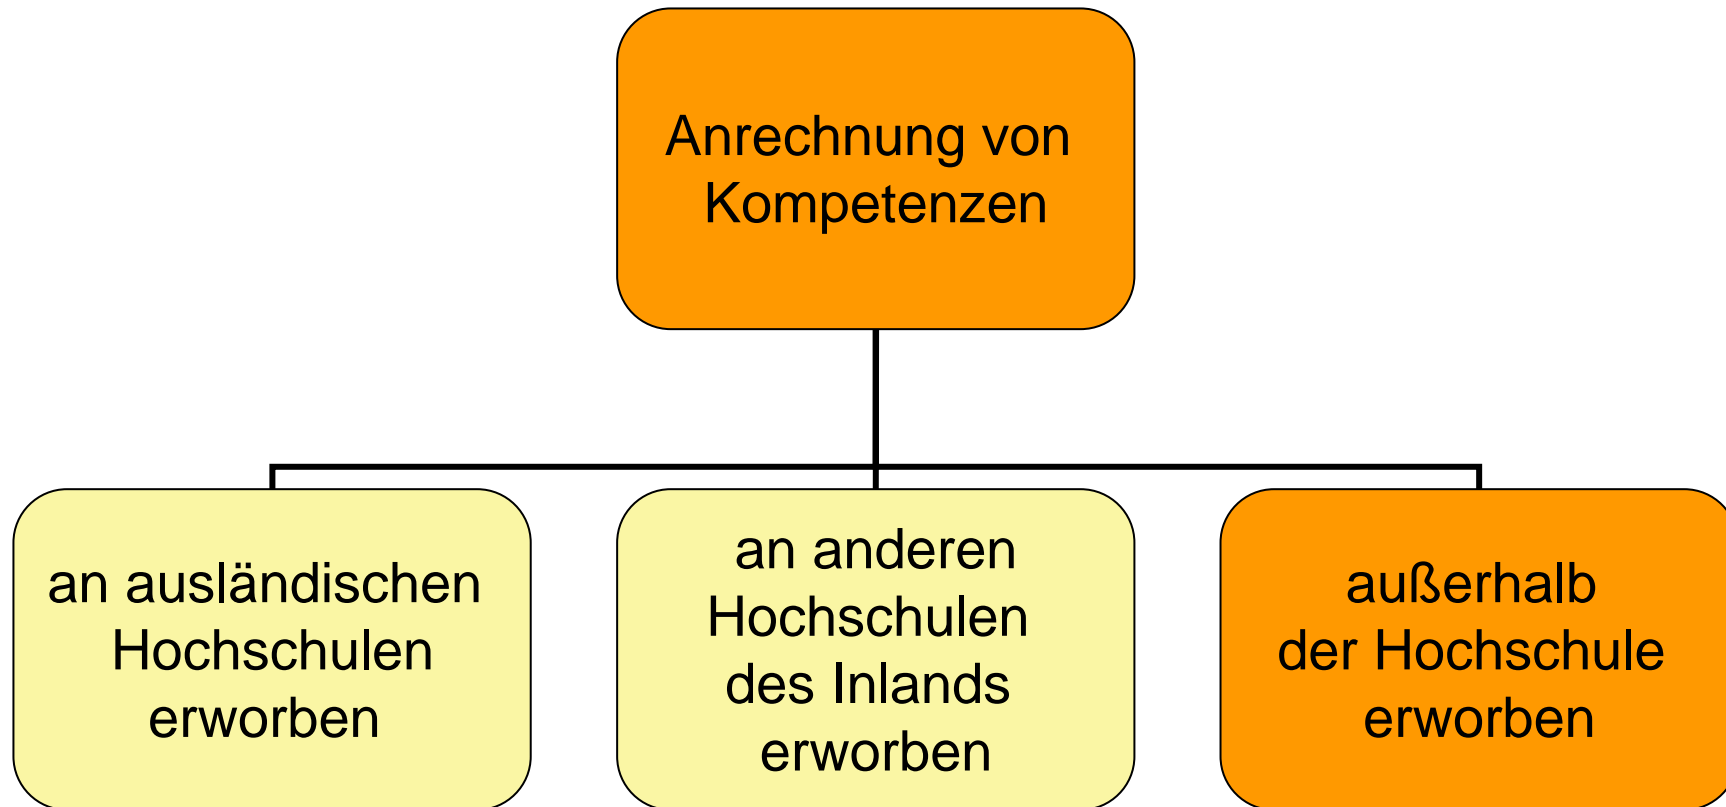 Anrechnung von
Kompetenzen
an ausländischen
Hochschulen
erworben
an anderen
Hochschulen
des Inlands
erworben
außerhalb
der Hochschule
erworben